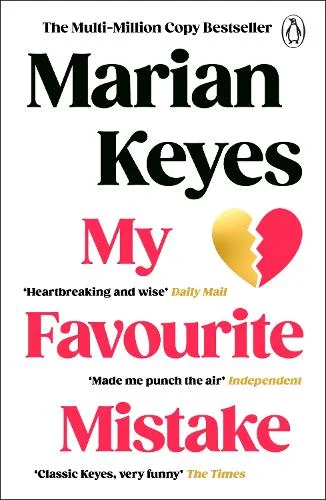 The Multi-Million Copy Bestseller
Marian
Keyes
My
'Heartbreaking and wise' Daily Mail
Favourite
'Made me punch the air' Independent
Mistake
'Classic Keyes, very funny' The Times